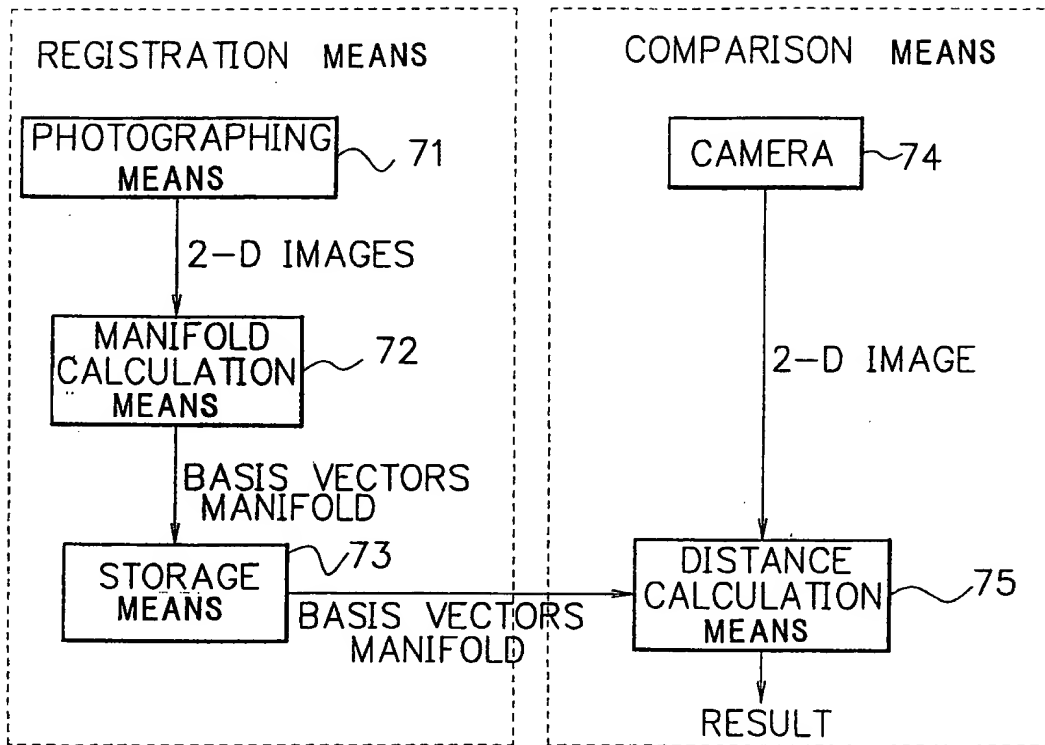 REGISTRATION MEANS
PHOTOGRAPHING
MEANS
71
2-D IMAGES
MANIFOLD
CALCULATION
MEANS
72
BASIS VECTORS
MANIFOLD
73
STORAGE
MEANS
BASIS VECTORS
MANIFOLD
COMPARISON MEANS
CAMERA
74
2-D IMAGE
DISTANCE
CALCULATION
MEANS
75
RESULT